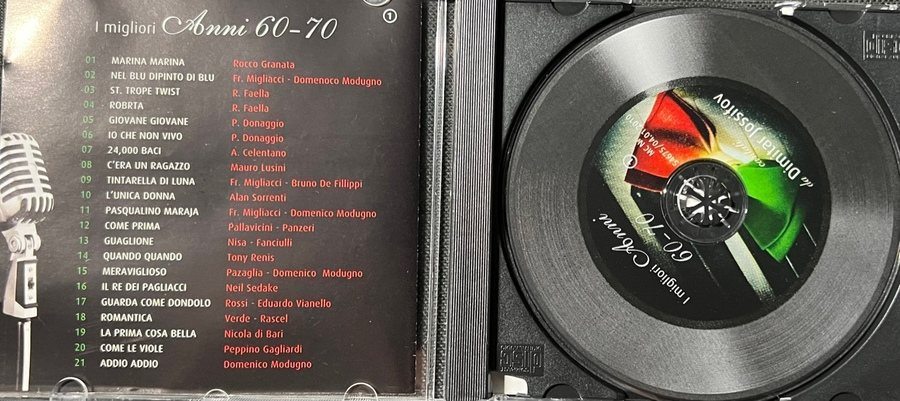 I migliori Anni 60-70
1
01 MARINA MARINA Rocco Granata
02 NEL BLU DIPINTO DI BLU Fr. Migliacci - Domenoco Modugno
03 ST. TROPE TWIST R. Faella
04 ROBRTA R. Faella
05 GIOVANE GIOVANE P. Donaggio
06 IO CHE NON VIVO P. Donaggio
07 24,000 BACI A. Celentano
08 C'ERA UN RAGAZZO Mauro Lusini
09 TINTARELLA DI LUNA Fr. Migliacci - Bruno De Fillippi
10 L'UNICA DONNA Alan Sorrenti
11 PASQUALINO MARAJA Fr. Migliacci - Domenico Modugno
12 COME PRIMA Pallavicini - Panzeri
13 GUAGLIONE Nisa - Fanciulli
14 QUANDO QUANDO Tony Renis
15 MERAVIGLIOSO Pazaglia - Domenico Modugno
16 IL RE DEI PAGLIACCI Neil Sedake
17 GUARDA COME DONDOLO Rossi - Eduardo Vianello
18 ROMANTICA Verde - Rascel
19 LA PRIMA COSA BELLA Nicola di Bari
20 COME LE VIOLE Peppino Gagliardi
21 ADDIO ADDIO Domenico Modugno
I migliori Anni
60-70
da Dimitar Jossifov
1